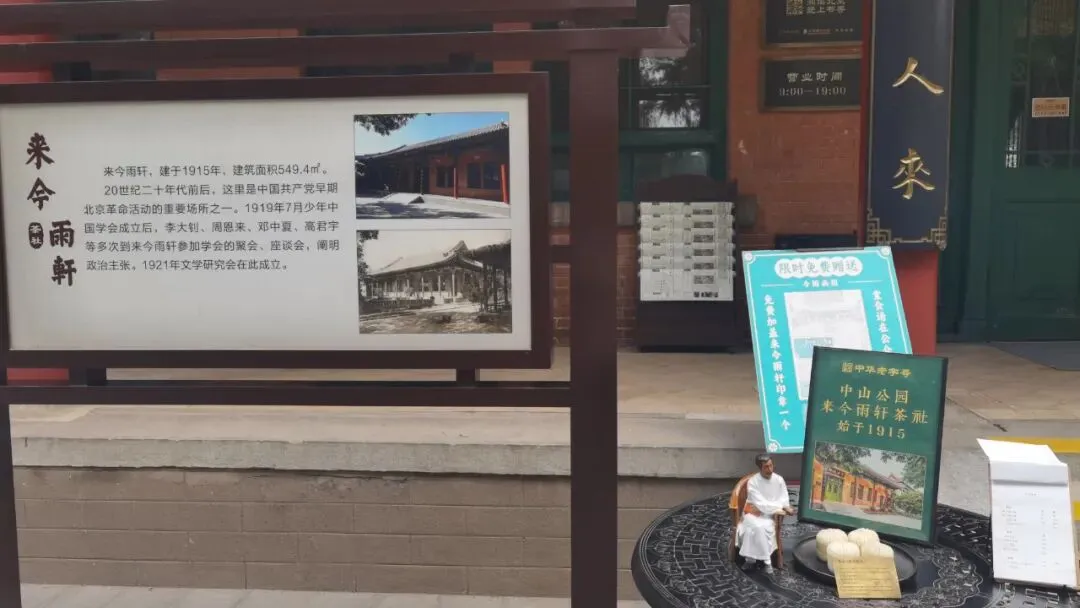 来今雨軒
茶社
来今雨轩，建于1915年，建筑面积549.4㎡。
20世纪二十年代前后，这里是中国共产党早期
北京革命活动的重要场所之一。1919年7月少年中
国学会成立后，李大钊、周恩来、邓中夏、高君宇
等多次到来今雨轩参加学会的聚会、座谈会，阐明
政治主张。1921年文学研究会在此成立。
营业时间
9:00—19:00
人来
限时免费赠送
今雨画眉
免费加盖来今雨轩印章一个
中华老字号
中山公园
来今雨轩茶社
始于1915